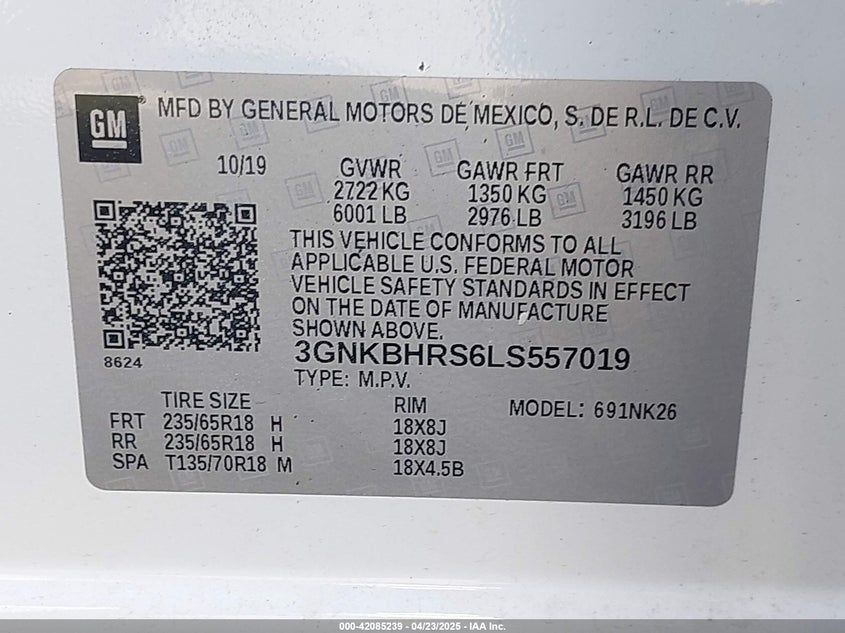 GM
MFD BY GENERAL MOTORS DE MEXICO, S. DE R.L. DE C.V.
10/19 GVWR GAWR FRT GAWR RR
2722 KG 1350 KG 1450 KG
6001 LB 2976 LB 3196 LB
THIS VEHICLE CONFORMS TO ALL
APPLICABLE U.S. FEDERAL MOTOR
VEHICLE SAFETY STANDARDS IN EFFECT
ON THE DATE OF MANUFACTURE
SHOWN ABOVE.
8624
3GNKBHRS6LS557019
TYPE: M.P.V.
TIRE SIZE RIM MODEL: 691NK26
FRT 235/65R18 H 18X8J
RR 235/65R18 H 18X8J
SPA T135/70R18 M 18X4.5B
000-42085239 - 04/23/2025 - IAA Inc.